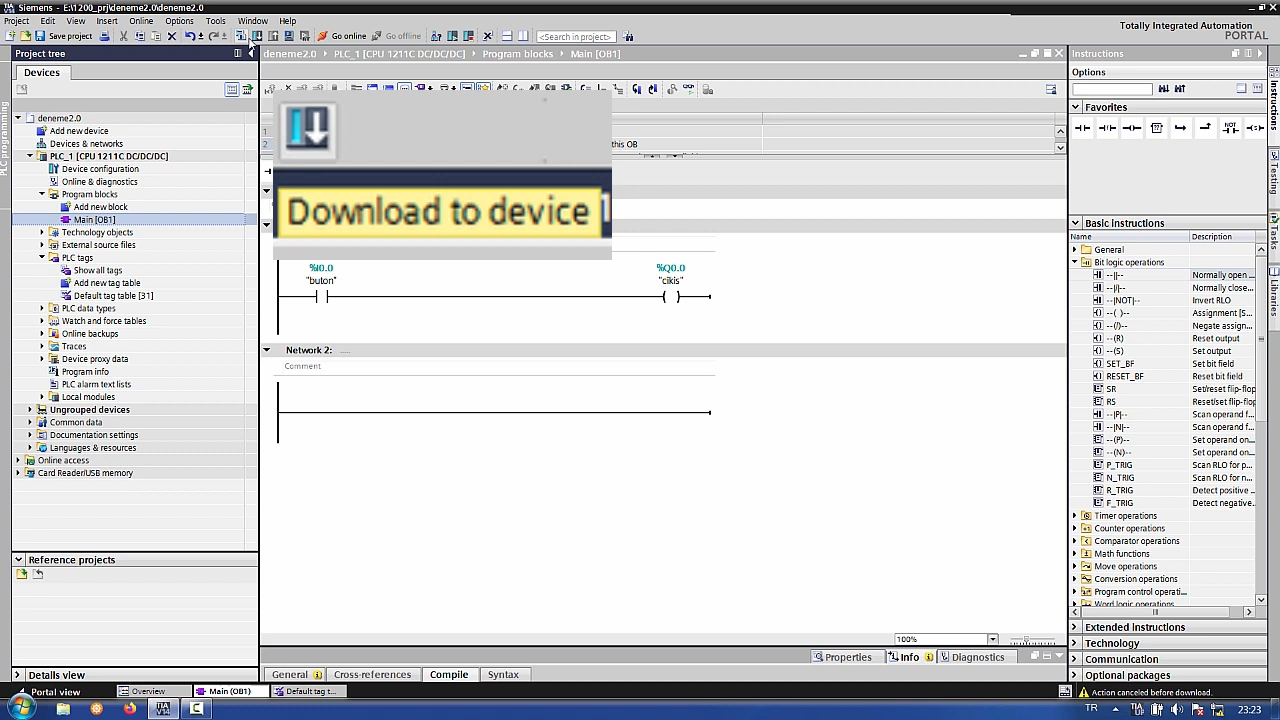 Siemens - E:\1200_prj\deneme2.0\deneme2.0
Project Edit View Insert Online Options Tools Window Help
Totally Integrated Automation
PORTAL
Save project
Go online
Go offline
<Search in project>
Project tree
deneme2.0 PLC_1 [CPU 1211C DC/DC/DC] Program blocks Main [OB1]
Instructions
Devices
Options
deneme2.0
Add new device
Devices & networks
PLC_1 [CPU 1211C DC/DC/DC]
Device configuration
Online & diagnostics
Program blocks
Add new block
Main [OB1]
Technology objects
External source files
PLC tags
Show all tags
Add new tag table
Default tag table [31]
PLC data types
Watch and force tables
Online backups
Traces
Device proxy data
Program info
PLC alarm text lists
Local modules
Ungrouped devices
Common data
Documentation settings
Languages & resources
Online access
Card Reader/USB memory
Reference projects
Details view
PLC programming
1
2
this OB
Download to device
%I0.0
"buton"
%Q0.0
"cikis"
Network 2: .....
Comment
100%
Properties
Info
Diagnostics
General
Cross-references
Compile
Syntax
Favorites
Basic instructions
Name Description
General
Bit logic operations
--||-- Normally open
--|/|-- Normally close...
--|NOT|-- Invert RLO
--( )-- Assignment [S...
--(/)-- Negate assign...
--(R) Reset output
--(S) Set output
SET_BF Set bit field
RESET_BF Reset bit field
SR Set/reset flip-flop
RS Reset/set flip-flop
--|P|-- Scan operand f...
--|N|-- Scan operand f...
--(P)-- Set operand on...
--(N)-- Set operand on...
P_TRIG Scan RLO for p...
N_TRIG Scan RLO for n...
R_TRIG Detect positive
F_TRIG Detect negative
Timer operations
Counter operations
Comparator operations
Math functions
Move operations
Conversion operations
Program control operati...
Word logic operations
Extended instructions
Technology
Communication
Optional packages
Instructions
Testing
Tasks
Libraries
Portal view
Overview
Main (OB1)
Default tag t...
Action canceled before download.
TR
23:23